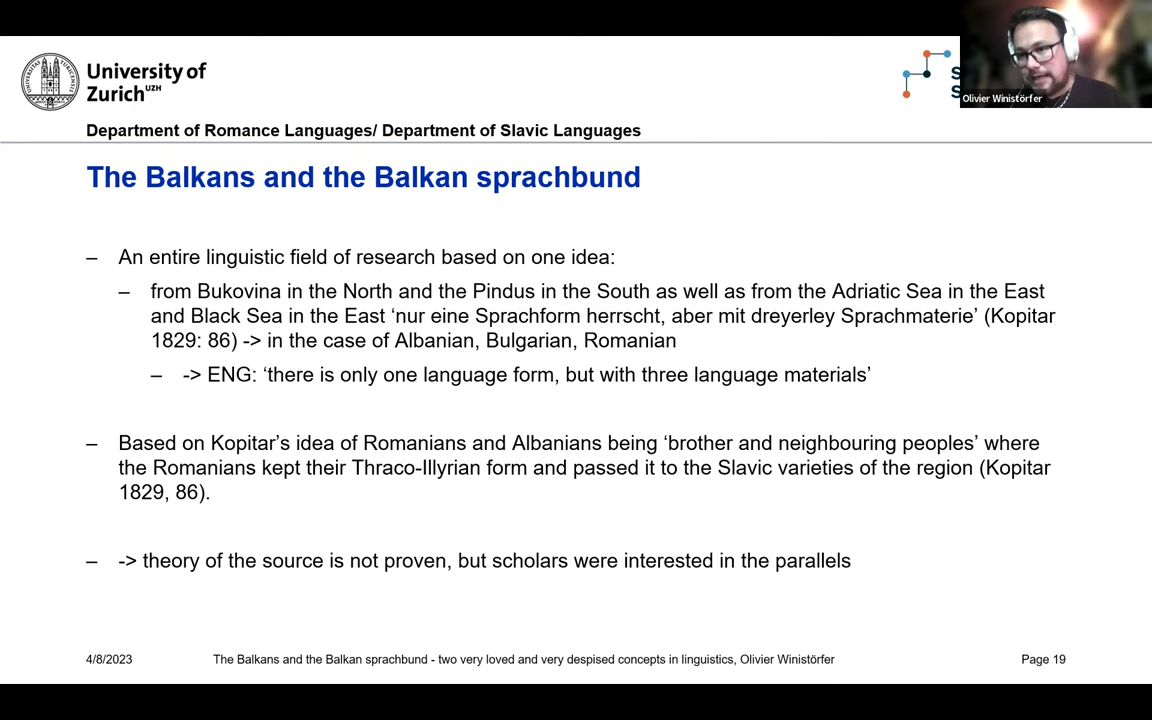 University of
Zurich UZH
S
S
Olivier Winistörfer
Department of Romance Languages/ Department of Slavic Languages
The Balkans and the Balkan sprachbund
– An entire linguistic field of research based on one idea:
– from Bukovina in the North and the Pindus in the South as well as from the Adriatic Sea in the East
and Black Sea in the East ‘nur eine Sprachform herrscht, aber mit dreyerley Sprachmaterie’ (Kopitar
1829: 86) -> in the case of Albanian, Bulgarian, Romanian
– -> ENG: ‘there is only one language form, but with three language materials’
– Based on Kopitar’s idea of Romanians and Albanians being ‘brother and neighbouring peoples’ where
the Romanians kept their Thraco-Illyrian form and passed it to the Slavic varieties of the region (Kopitar
1829, 86).
– -> theory of the source is not proven, but scholars were interested in the parallels
4/8/2023
The Balkans and the Balkan sprachbund - two very loved and very despised concepts in linguistics, Olivier Winistörfer
Page 19